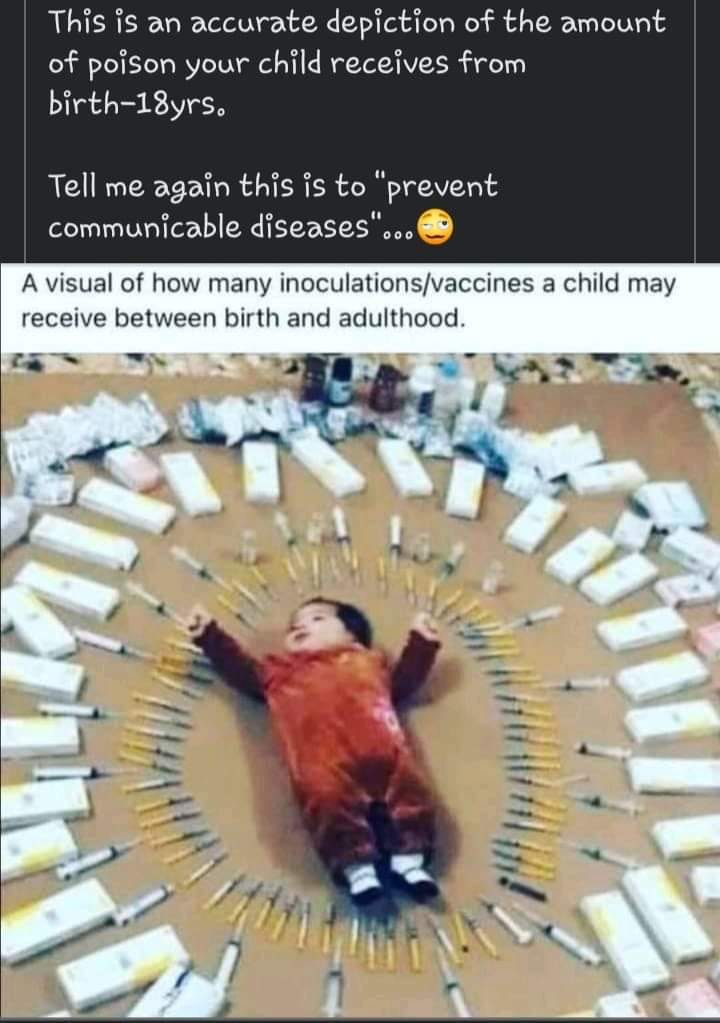 This is an accurate depiction of the amount
of poison your child receives from
birth-18yrs.
Tell me again this is to "prevent
communicable diseases"...🥴
A visual of how many inoculations/vaccines a child may
receive between birth and adulthood.